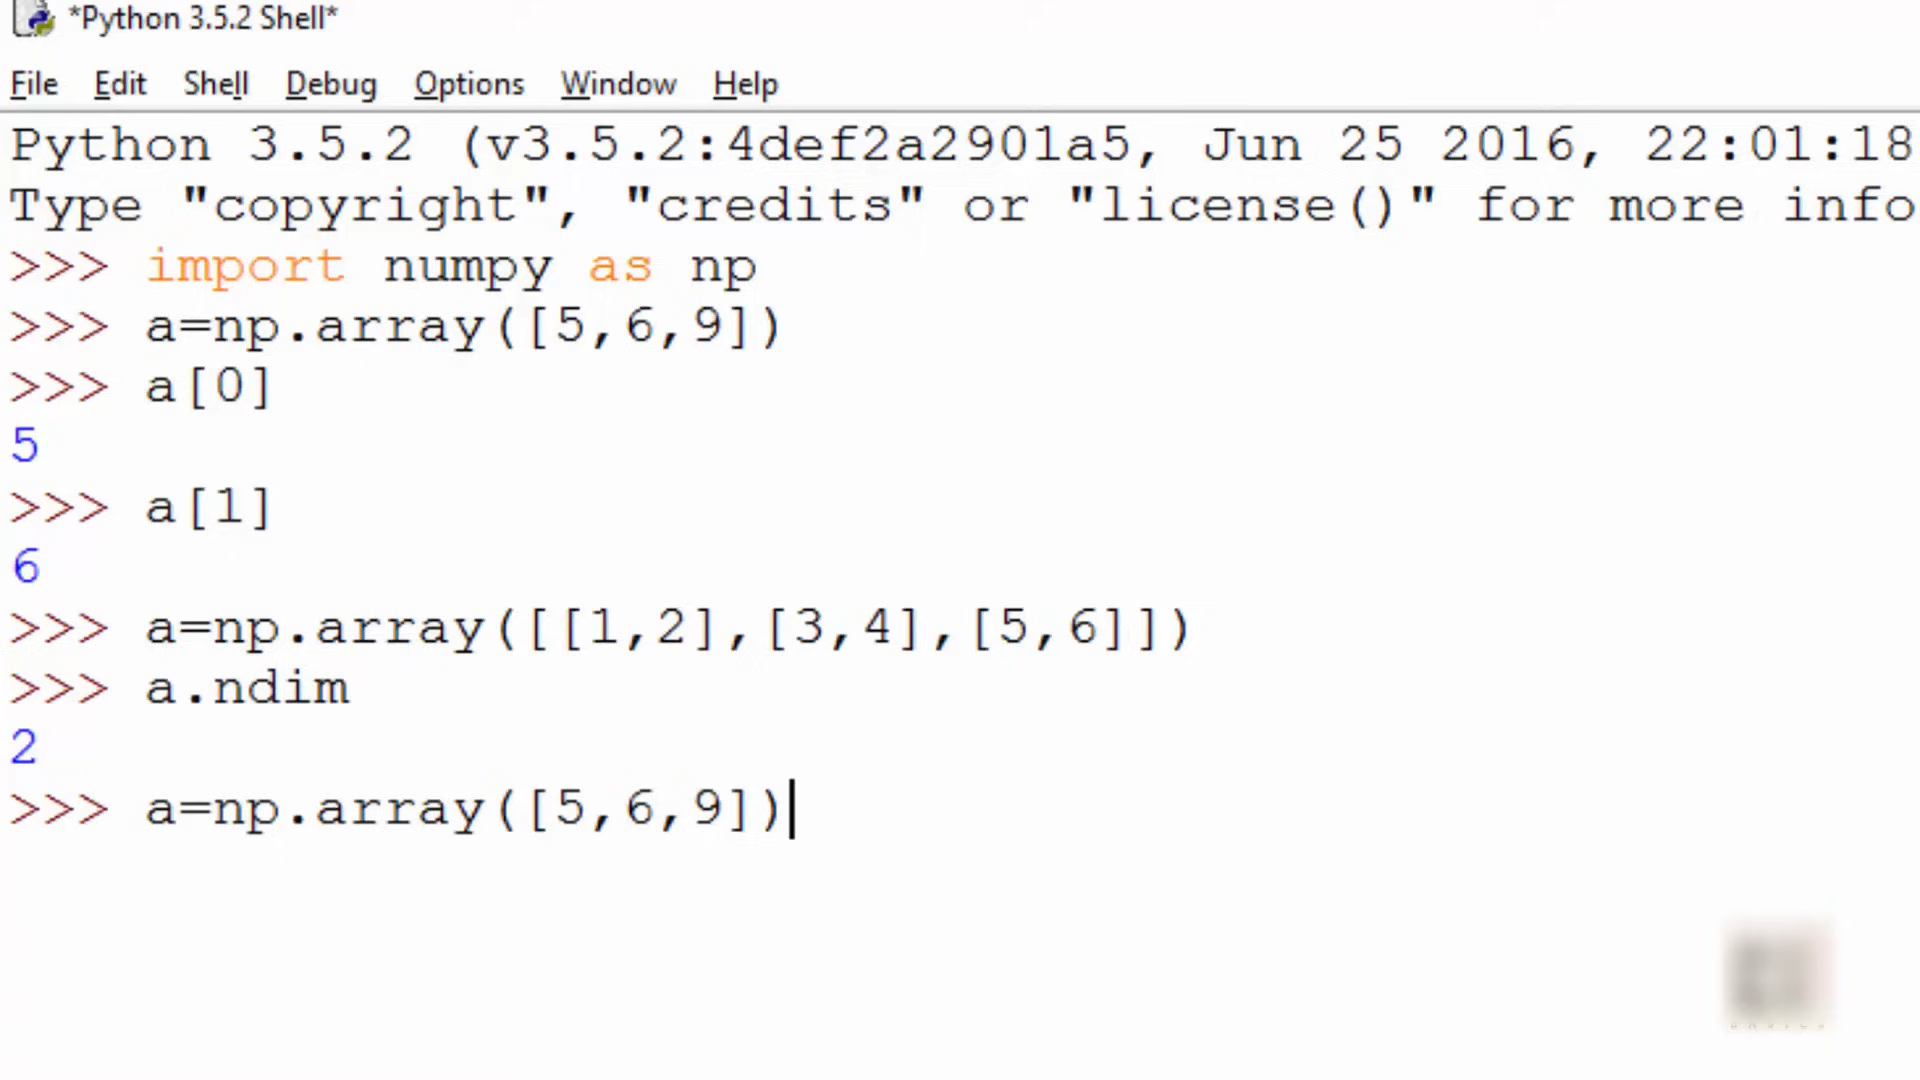 *Python 3.5.2 Shell*
File Edit Shell Debug Options Window Help
Python 3.5.2 (v3.5.2:4def2a2901a5, Jun 25 2016, 22:01:18
Type "copyright", "credits" or "license()" for more info
>>> import numpy as np
>>> a=np.array([5,6,9])
>>> a[0]
5
>>> a[1]
6
>>> a=np.array([[1,2],[3,4],[5,6]])
>>> a.ndim
2
>>> a=np.array([5,6,9])